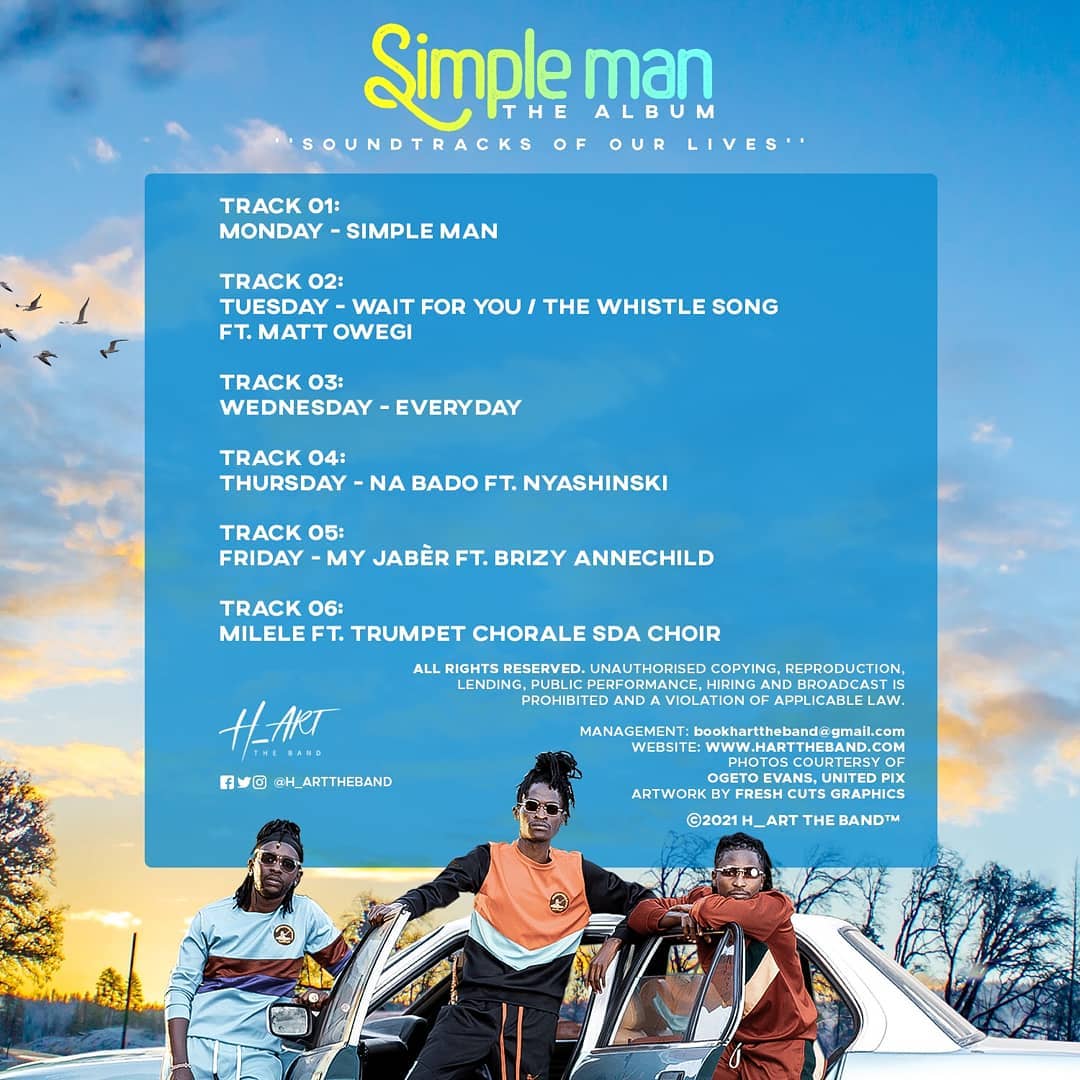 Simple man
THE ALBUM
''SOUNDTRACKS OF OUR LIVES''
TRACK 01:
MONDAY - SIMPLE MAN
TRACK 02:
TUESDAY - WAIT FOR YOU / THE WHISTLE SONG
FT. MATT OWEGI
TRACK 03:
WEDNESDAY - EVERYDAY
TRACK 04:
THURSDAY - NA BADO FT. NYASHINSKI
TRACK 05:
FRIDAY - MY JABÈR FT. BRIZY ANNECHILD
TRACK 06:
MILELE FT. TRUMPET CHORALE SDA CHOIR
ALL RIGHTS RESERVED. UNAUTHORISED COPYING, REPRODUCTION,
LENDING, PUBLIC PERFORMANCE, HIRING AND BROADCAST IS
PROHIBITED AND A VIOLATION OF APPLICABLE LAW.
H_ART
THE BAND
@H_ARTTHEBAND
MANAGEMENT: bookharttheband@gmail.com
WEBSITE: WWW.HARTTHEBAND.COM
PHOTOS COURTERSY OF
OGETO EVANS, UNITED PIX
ARTWORK BY FRESH CUTS GRAPHICS
©2021 H_ART THE BAND™